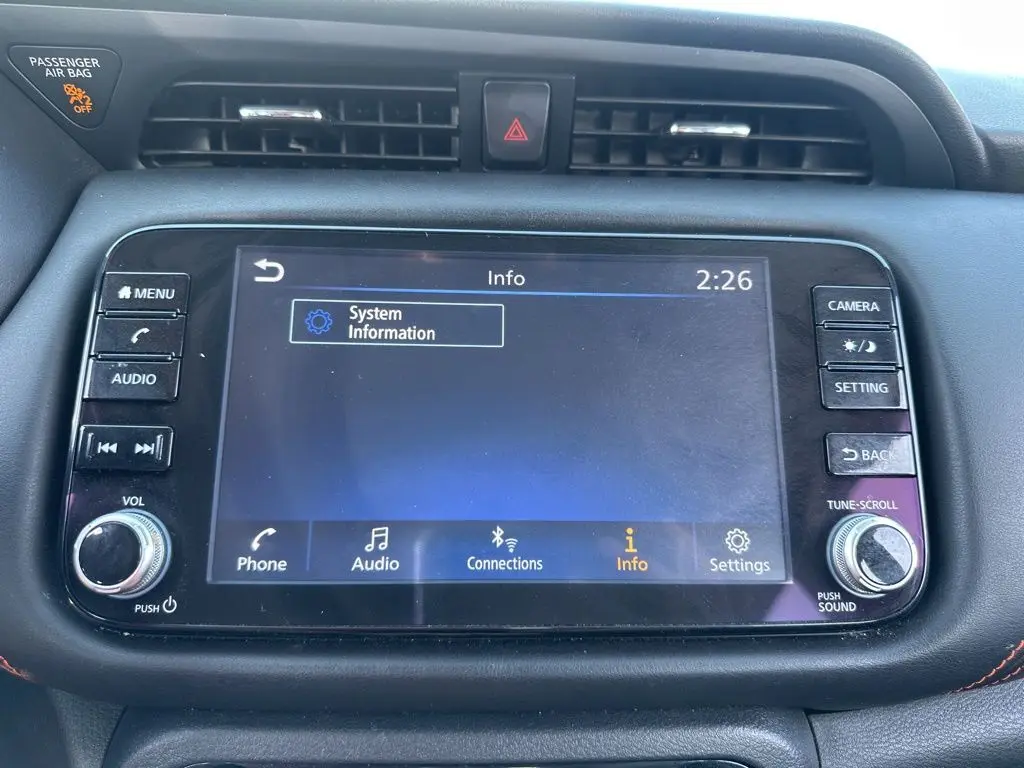 PASSENGER
AIR BAG
2
OFF
Info
2:26
System
Information
MENU
AUDIO
VOL
PUSH
CAMERA
SETTING
BACK
TUNE·SCROLL
PUSH
SOUND
Phone
Audio
Connections
Info
Settings